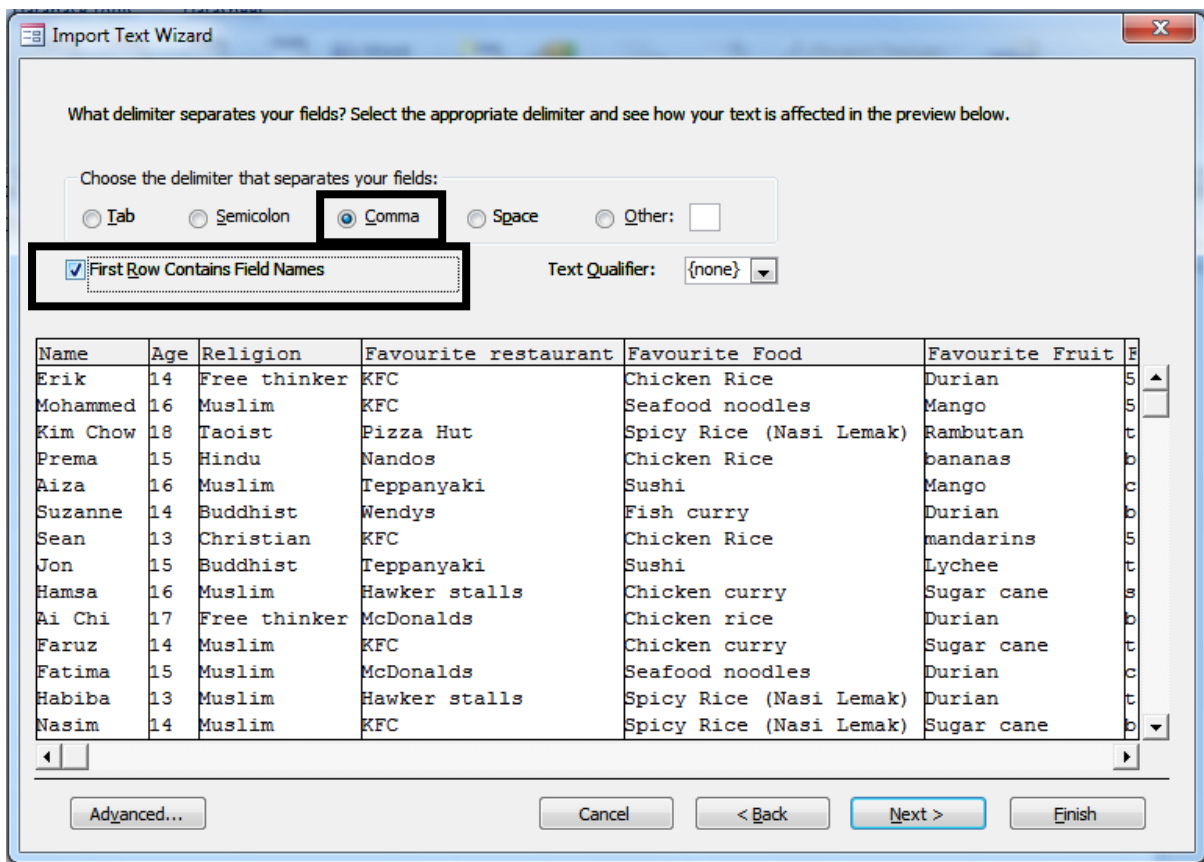 Import Text Wizard
What delimiter separates your fields? Select the appropriate delimiter and see how your text is affected in the preview below.
Choose the delimiter that separates your fields:
Tab Semicolon Comma Space Other:
First Row Contains Field Names Text Qualifier: {none}
Name Age Religion Favourite restaurant Favourite Food Favourite Fruit F
Erik 14 Free thinker KFC Chicken Rice Durian 5
Mohammed 16 Muslim KFC Seafood noodles Mango 5
Kim Chow 18 Taoist Pizza Hut Spicy Rice (Nasi Lemak) Rambutan t
Prema 15 Hindu Nandos Chicken Rice bananas b
Aiza 16 Muslim Teppanyaki Sushi Mango c
Suzanne 14 Buddhist Wendys Fish curry Durian b
Sean 13 Christian KFC Chicken Rice mandarins 5
Jon 15 Buddhist Teppanyaki Sushi Lychee t
Hamsa 16 Muslim Hawker stalls Chicken curry Sugar cane s
Ai Chi 17 Free thinker McDonalds Chicken rice Durian b
Faruz 14 Muslim KFC Chicken curry Sugar cane t
Fatima 15 Muslim McDonalds Seafood noodles Durian c
Habiba 13 Muslim Hawker stalls Spicy Rice (Nasi Lemak) Durian t
Nasim 14 Muslim KFC Spicy Rice (Nasi Lemak) Sugar cane b
Advanced... Cancel < Back Next > Finish